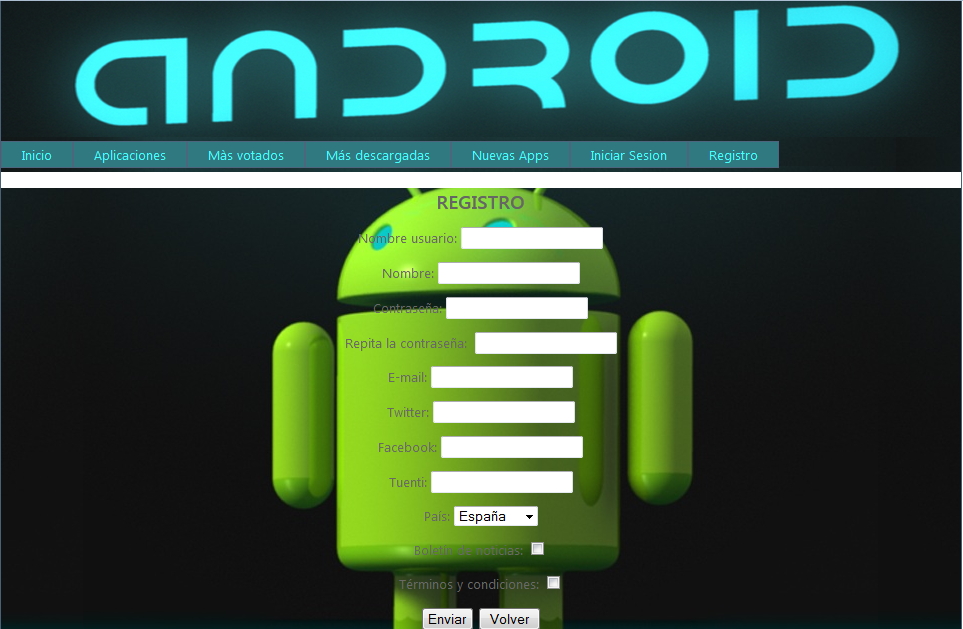 ANDROID
Inicio Aplicaciones Màs votados Más descargadas Nuevas Apps Iniciar Sesion Registro
REGISTRO
Nombre usuario:
Nombre:
Contraseña:
Repita la contraseña:
E-mail:
Twitter:
Facebook:
Tuenti:
País: España
Boletín de noticias:
Términos y condiciones:
Enviar Volver